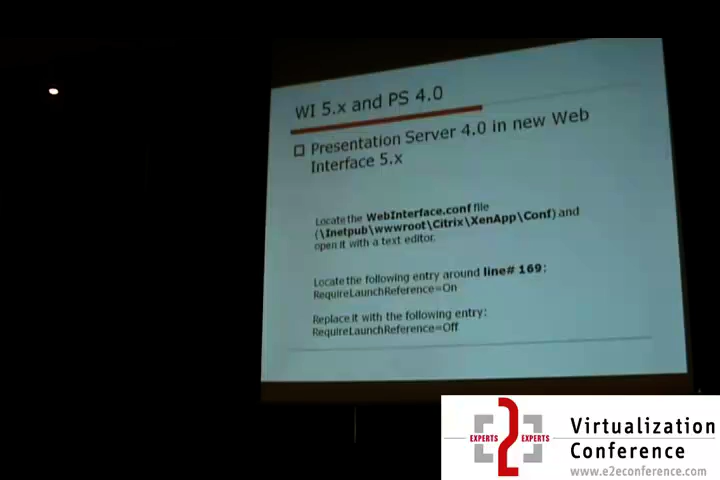 WI 5.x and PS 4.0
Presentation Server 4.0 in new Web
Interface 5.x
Locate the WebInterface.conf file
(\Inetpub\wwwroot\Citrix\XenApp\Conf) and
open it with a text editor.
Locate the following entry around line# 169:
RequireLaunchReference=On
Replace it with the following entry:
RequireLaunchReference=Off
EXPERTS 2 EXPERTS
Virtualization
Conference
www.e2econference.com